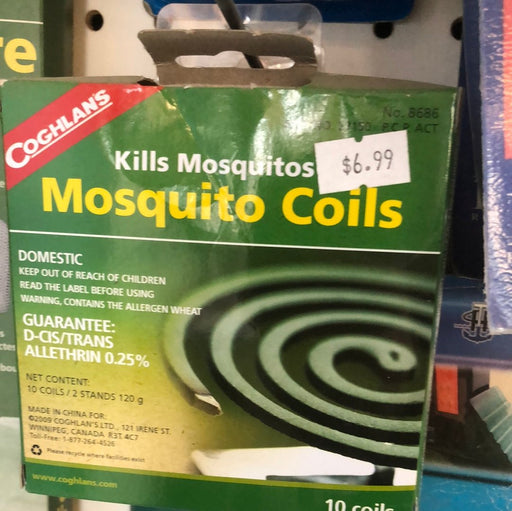 re
COGHLAN'S
No. 8686
ACT
Kills Mosquitos
$6.99
Mosquito Coils
DOMESTIC
KEEP OUT OF REACH OF CHILDREN
READ THE LABEL BEFORE USING
WARNING, CONTAINS THE ALLERGEN WHEAT
GUARANTEE:
D-CIS/TRANS
ALLETHRIN 0.25%
NET CONTENT:
10 COILS / 2 STANDS 120 g
MADE IN CHINA FOR:
©2009 COGHLAN'S LTD., 121 IRENE ST.
WINNIPEG, CANADA R3T 4C7
Toll-Free: 1-877-264-4526
Please recycle where facilities exist
www.coghlans.com
10 coils